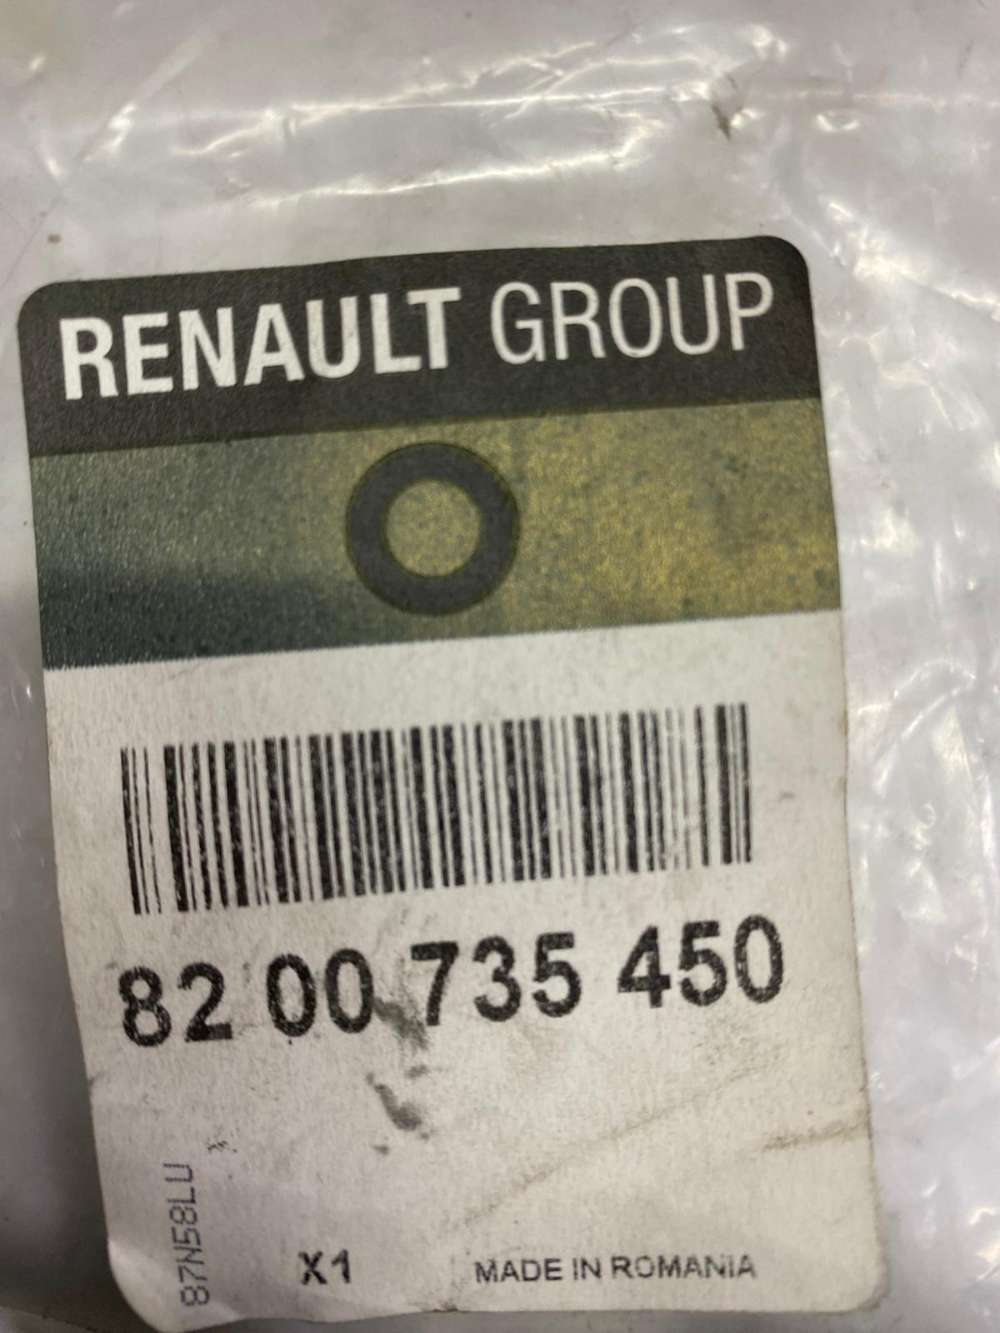 RENAULT GROUP
82 00 735 450
87N58LU
X1
MADE IN ROMANIA